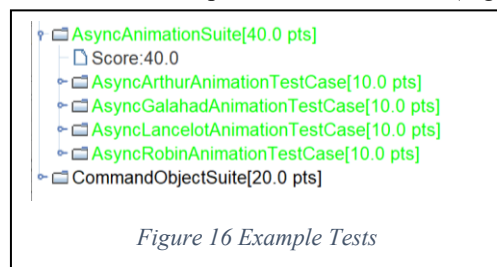 AsyncAnimationSuite[40.0 pts]
Score:40.0
AsyncArthurAnimationTestCase[10.0 pts]
AsyncGalahadAnimationTestCase[10.0 pts]
AsyncLancelotAnimationTestCase[10.0 pts]
AsyncRobinAnimationTestCase[10.0 pts]
CommandObjectSuite[20.0 pts]
Figure 16 Example Tests